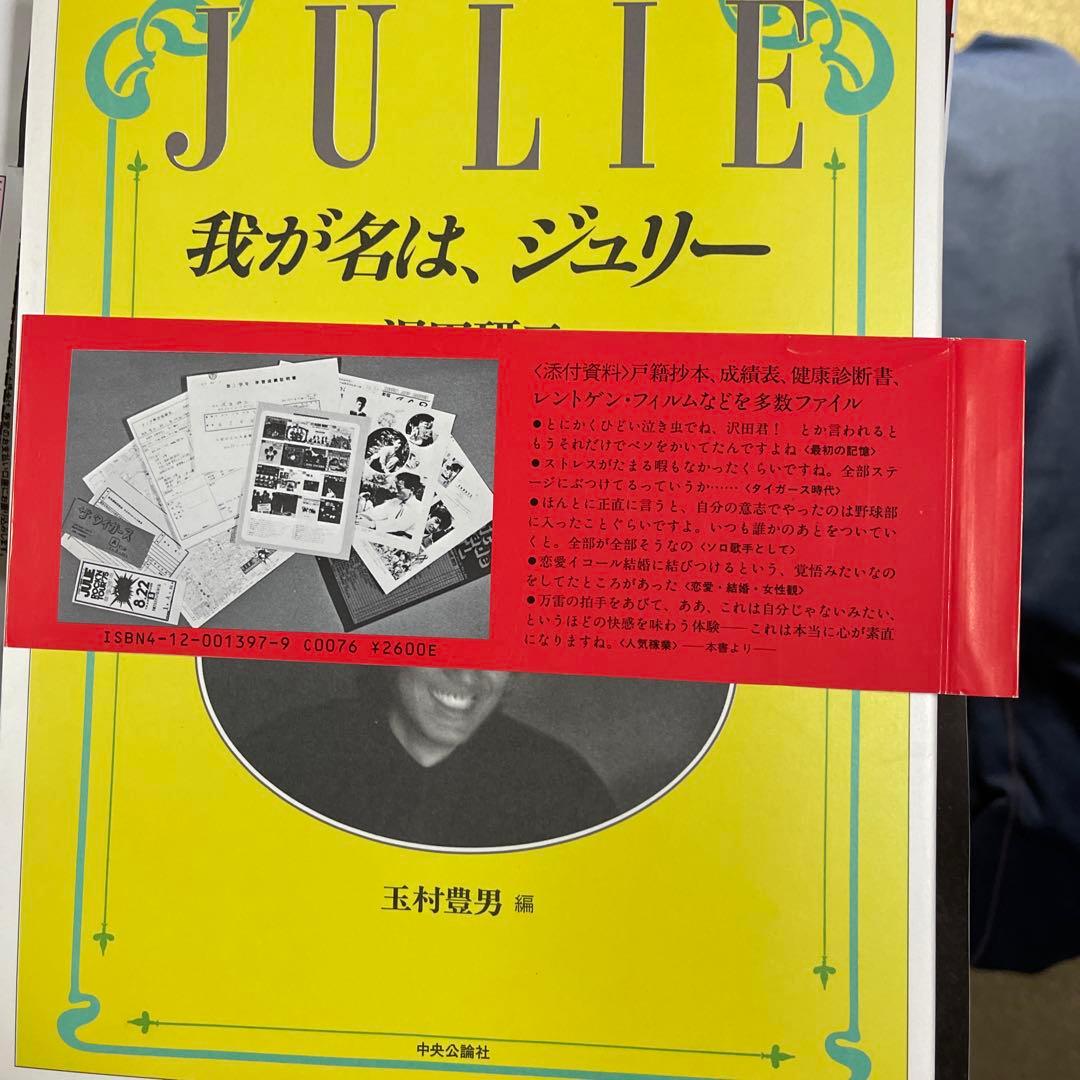 JULIE
我が名は、ジュリー
〈添付資料〉戸籍抄本、成績表、健康診断書、
レントゲン・フィルムなどを多数ファイル
●とにかくひどい泣き虫でね、沢田君！　とか言われると
もうそれだけでベソをかいてたんですよね〈最初の記憶〉
●ストレスがたまる暇もなかったくらいですね。全部ステ
ージにぶつけてるっていうか……〈タイガース時代〉
●ほんとに正直に言うと、自分の意志でやったのは野球部
に入ったことぐらいですよ。いつも誰かのあとをついてい
くと。全部が全部そうなの〈ソロ歌手として〉
●恋愛イコール結婚に結びつけるという、覚悟みたいなの
をしてたところがあった〈恋愛・結婚・女性観〉
●万雷の拍手をあびて、ああ、これは自分じゃないみたい、
というほどの快感を味わう体験——これは本当に心が素直
になりますね。〈人気稼業〉——本書より——
ザ・タイガース
JULIE
ROCK'N
TOUR'78
8.22
ISBN4-12-001397-9 C0076 ¥2600E
玉村豊男 編
中央公論社